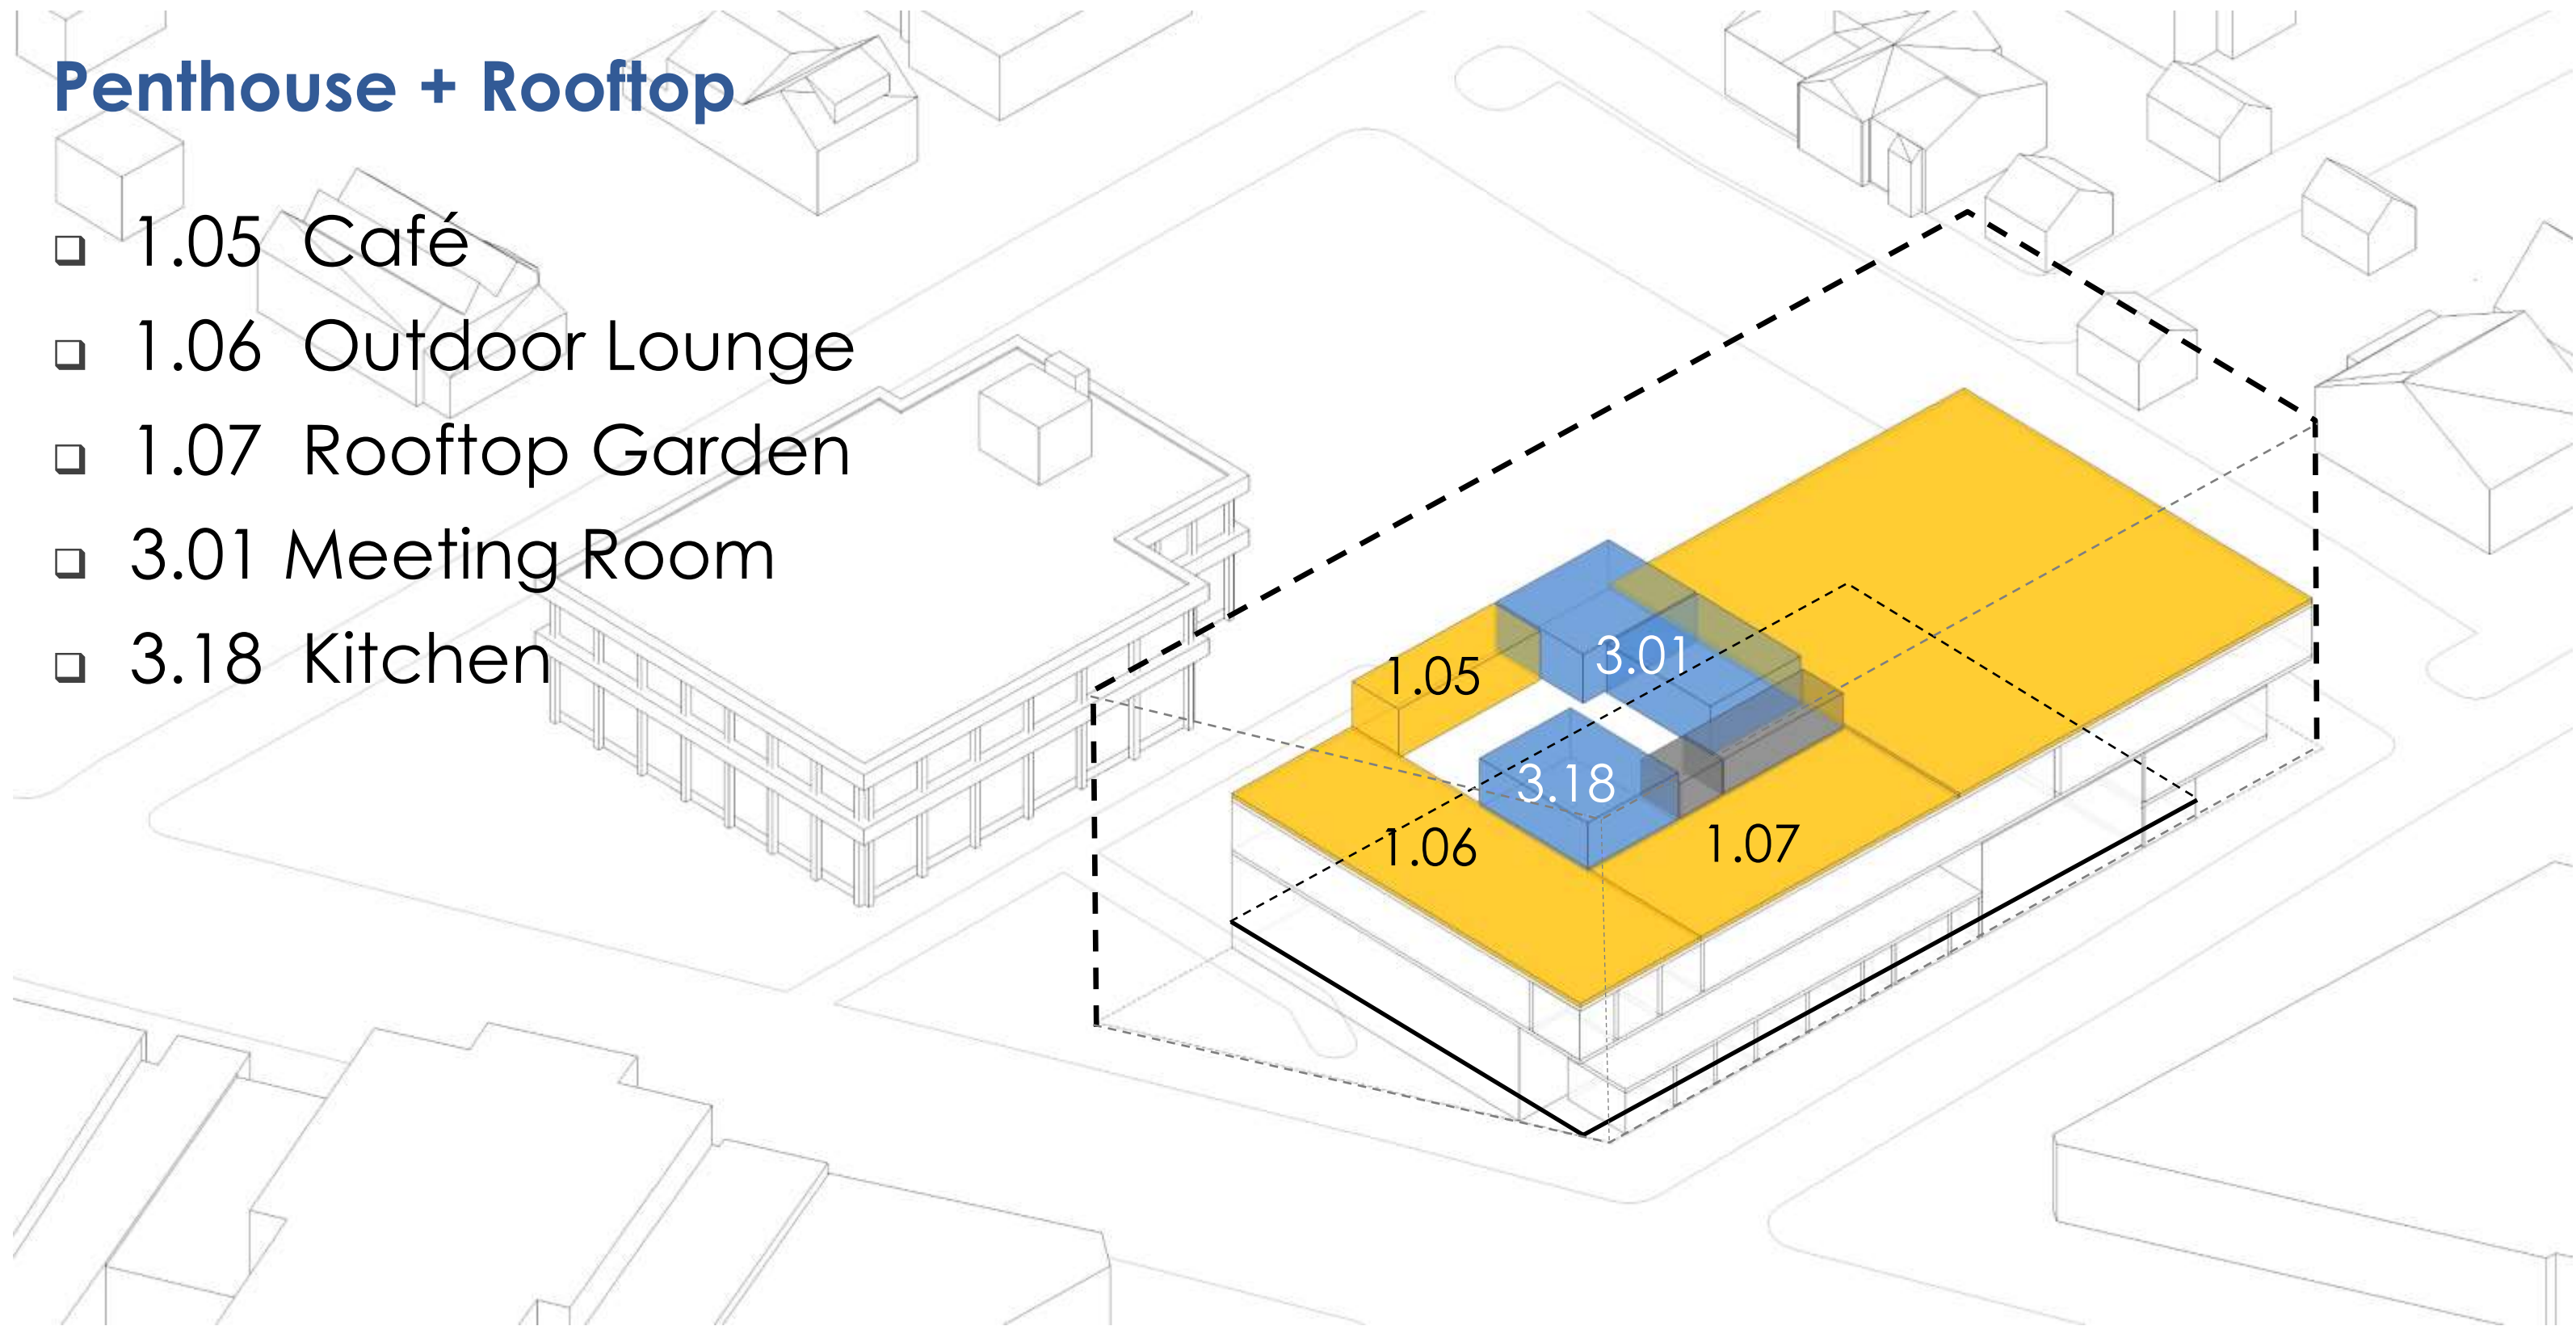 Penthouse + Rooftop
1.05 Café
1.06 Outdoor Lounge
1.07 Rooftop Garden
3.01 Meeting Room
3.18 Kitchen
3.01
1.05
3.18
1.06
1.07